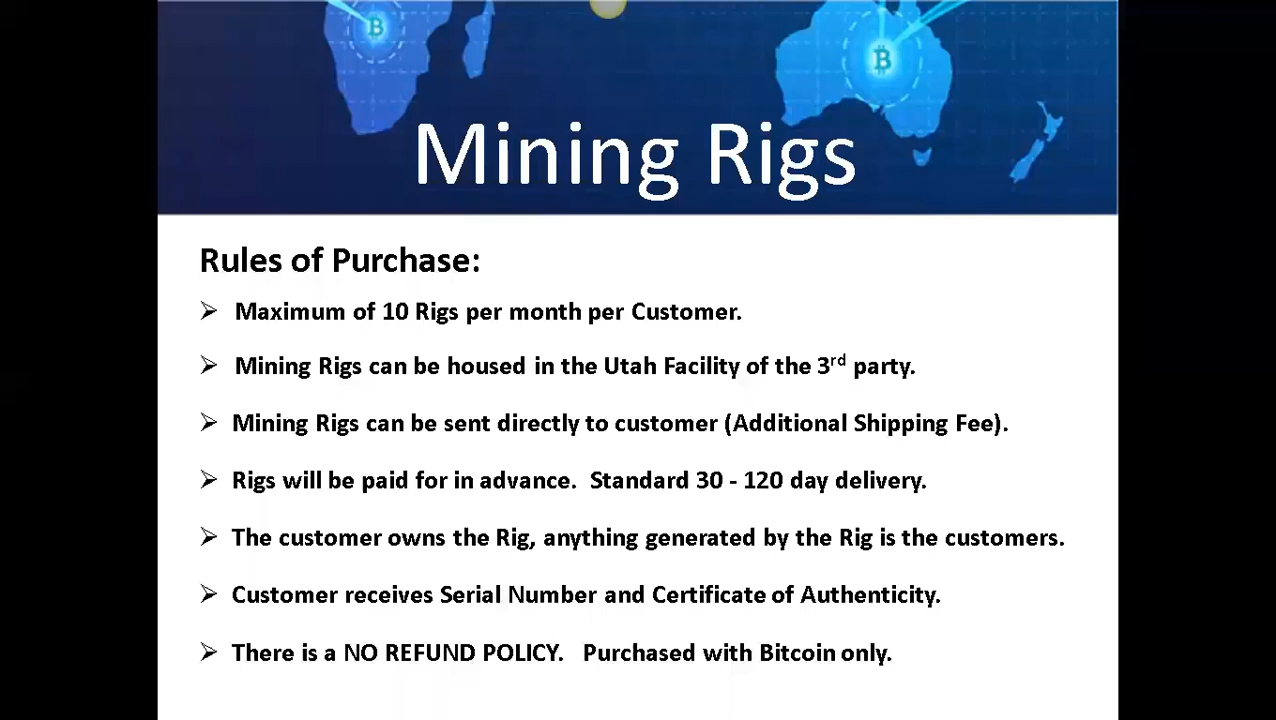 Mining Rigs
Rules of Purchase:
➢ Maximum of 10 Rigs per month per Customer.
➢ Mining Rigs can be housed in the Utah Facility of the 3rd party.
➢ Mining Rigs can be sent directly to customer (Additional Shipping Fee).
➢ Rigs will be paid for in advance.  Standard 30 - 120 day delivery.
➢ The customer owns the Rig, anything generated by the Rig is the customers.
➢ Customer receives Serial Number and Certificate of Authenticity.
➢ There is a NO REFUND POLICY.   Purchased with Bitcoin only.